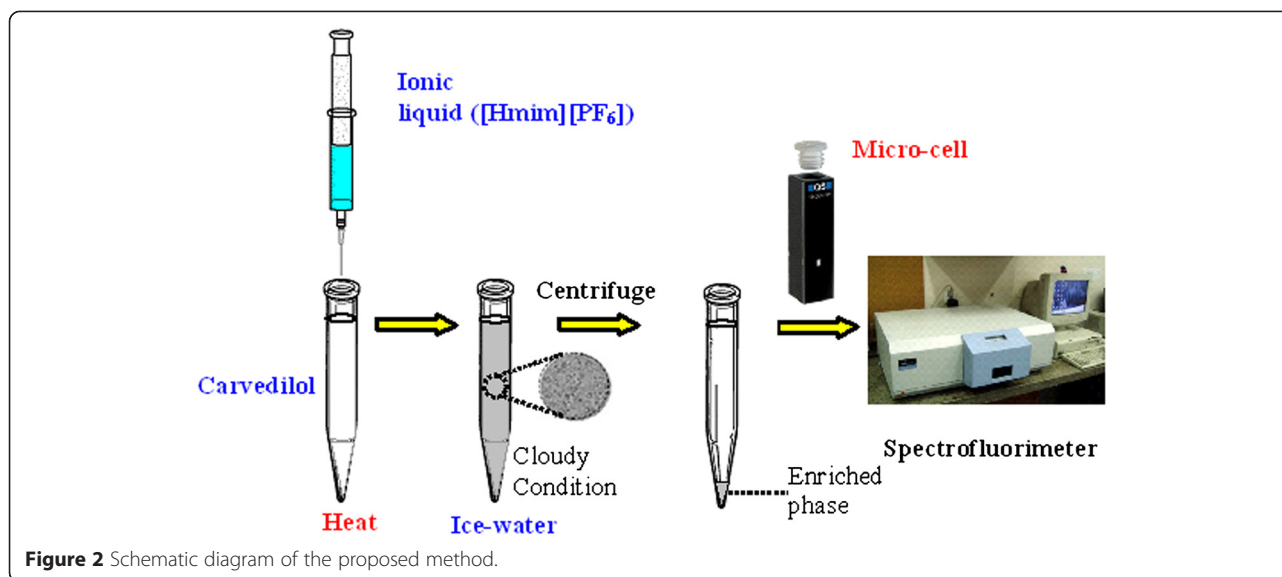 Ionic
liquid ([Hmim][PF6])
Micro-cell
Carvedilol
Centrifuge
Cloudy
Condition
Heat
Ice-water
Enriched
phase
Spectrofluorimeter
Figure 2 Schematic diagram of the proposed method.